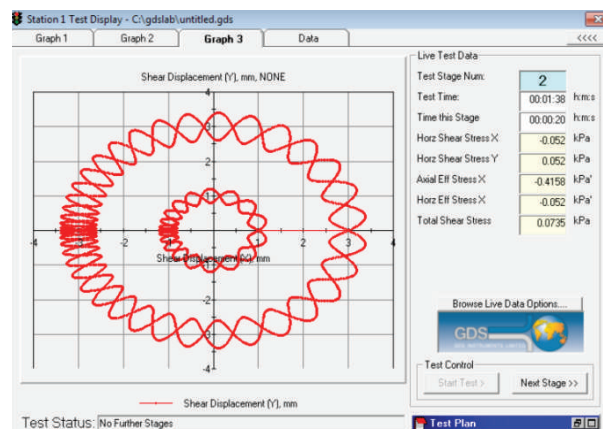 Station 1 Test Display - C:\gdslab\untitled.gds
Graph 1 Graph 2 Graph 3 Data <<<<
Shear Displacement (Y), mm, NONE
4
3
2
1
-4 -3 -2 -1 0 1 2 3 4
Shear Displacement (X), mm
-1
-2
-3
-4
Shear Displacement (Y), mm
Live Test Data
Test Stage Num: 2
Test Time: 00:01:38 h:m:s
Time this Stage 00:00:20 h:m:s
Horz Shear Stress X -0.052 kPa
Horz Shear Stress Y 0.052 kPa
Axial Eff Stress X -0.4158 kPa'
Horz Eff Stress X -0.052 kPa'
Total Shear Stress 0.0735 kPa
Browse Live Data Options....
GDS
GDS INSTRUMENTS LIMITED
Test Control
Start Test > Next Stage >>
Test Status: No Further Stages
Test Plan